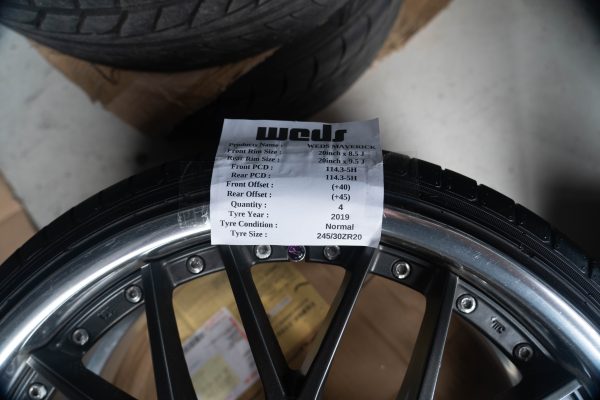 weds
Products Name : WEDS MAVERICK
Front Rim Size : 20inch x 8.5 J
Rear Rim Size : 20inch x 9.5 J
Front PCD : 114.3-5H
Rear PCD : 114.3-5H
Front Offset : (+40)
Rear Offset : (+45)
Quantity : 4
Tyre Year : 2019
Tyre Condition : Normal
Tyre Size : 245/30ZR20